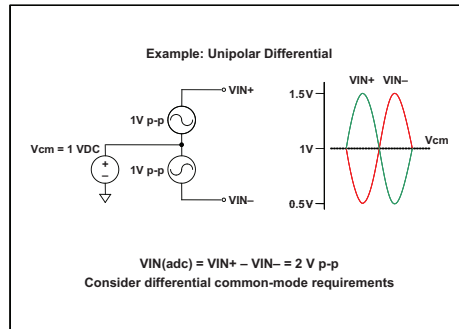 Example: Unipolar Differential
VIN+ VIN–
VIN+
1.5V
1V p-p
Vcm = 1 VDC
1V
Vcm
+
–
1V p-p
VIN–
0.5V
VIN(adc) = VIN+ – VIN– = 2 V p-p
Consider differential common-mode requirements